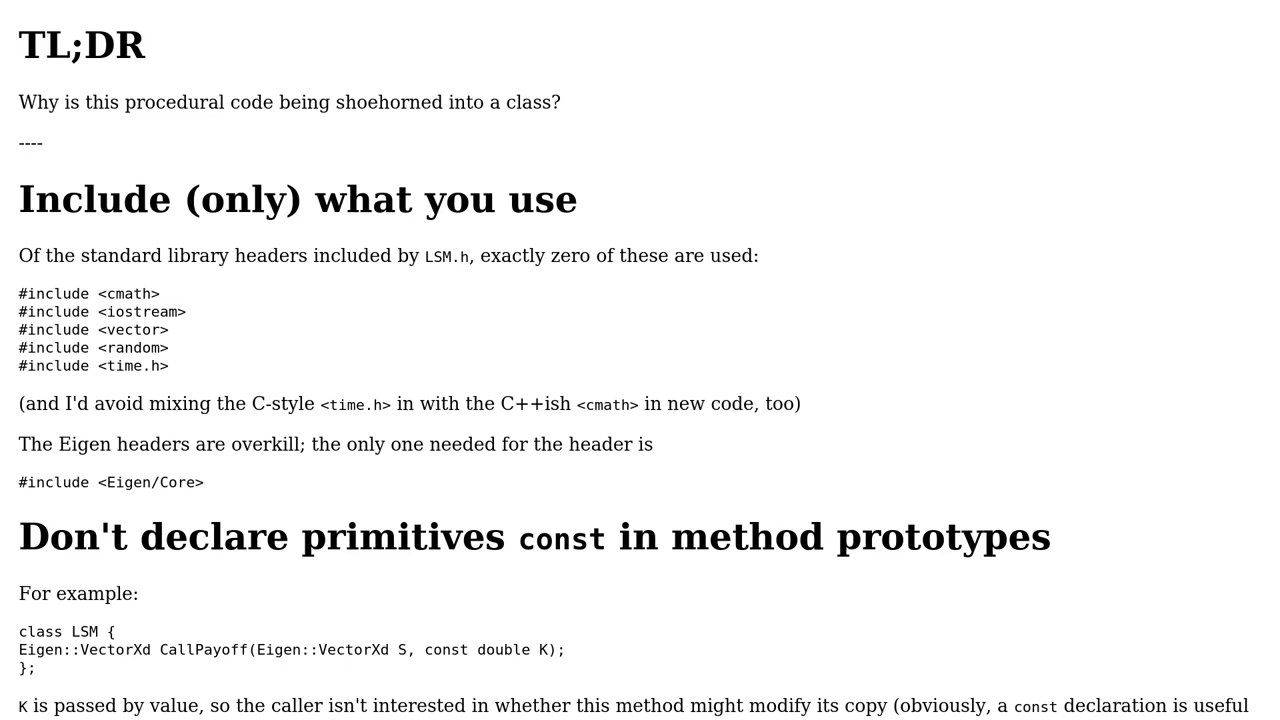 TL;DR
Why is this procedural code being shoehorned into a class?
----
Include (only) what you use
Of the standard library headers included by LSM.h, exactly zero of these are used:
#include <cmath>
#include <iostream>
#include <vector>
#include <random>
#include <time.h>
(and I'd avoid mixing the C-style <time.h> in with the C++ish <cmath> in new code, too)
The Eigen headers are overkill; the only one needed for the header is
#include <Eigen/Core>
Don't declare primitives const in method prototypes
For example:
class LSM {
Eigen::VectorXd CallPayoff(Eigen::VectorXd S, const double K);
};
K is passed by value, so the caller isn't interested in whether this method might modify its copy (obviously, a const declaration is useful